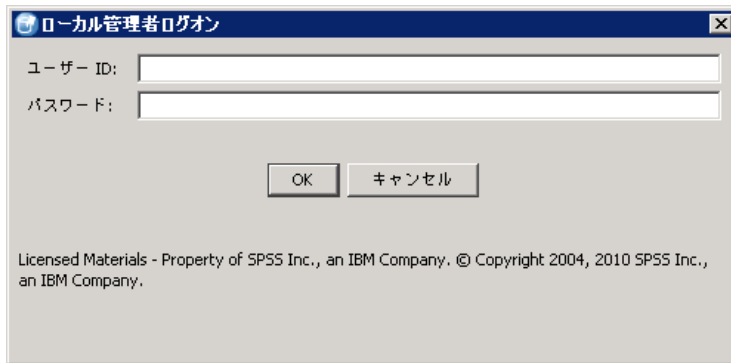 ローカル管理者ログオン
ユーザー ID:
パスワード:
OK キャンセル
Licensed Materials - Property of SPSS Inc., an IBM Company. © Copyright 2004, 2010 SPSS Inc.,
an IBM Company.